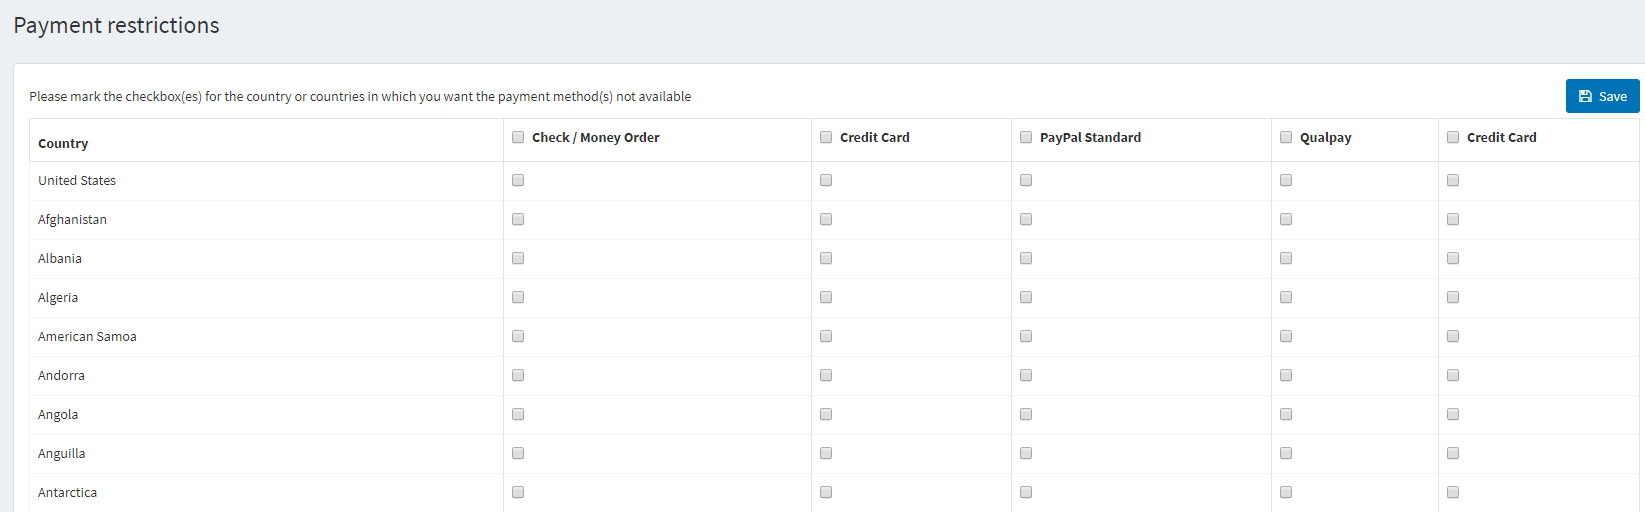 Payment restrictions
Please mark the checkbox(es) for the country or countries in which you want the payment method(s) not available
Save
Country Check / Money Order Credit Card PayPal Standard Qualpay Credit Card
United States
Afghanistan
Albania
Algeria
American Samoa
Andorra
Angola
Anguilla
Antarctica